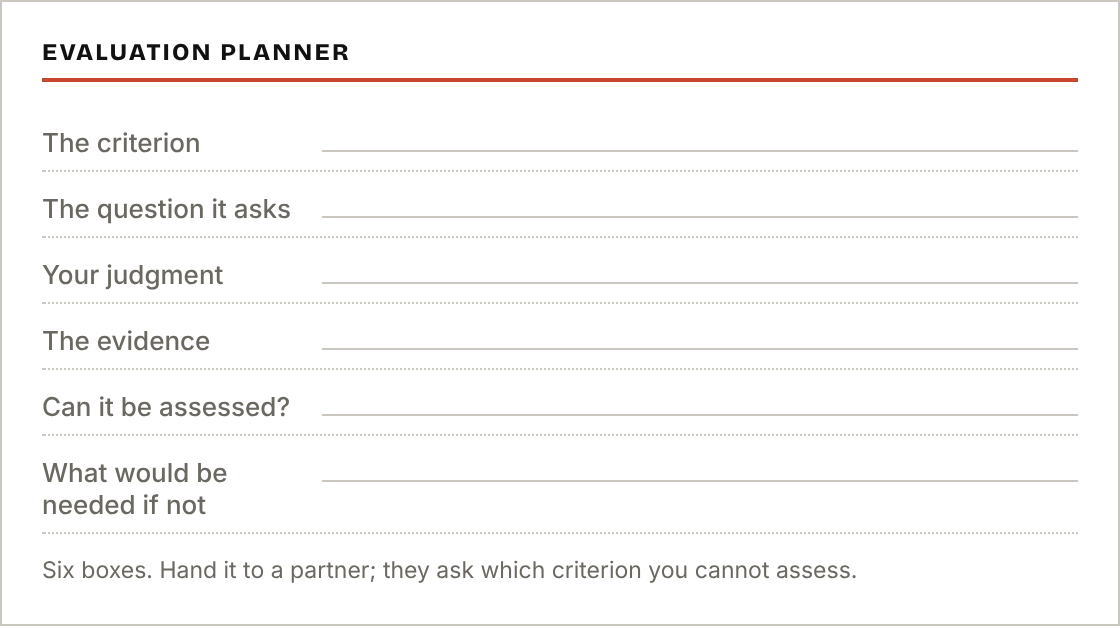 EVALUATION PLANNER
The criterion
The question it asks
Your judgment
The evidence
Can it be assessed?
What would be
needed if not
Six boxes. Hand it to a partner; they ask which criterion you cannot assess.